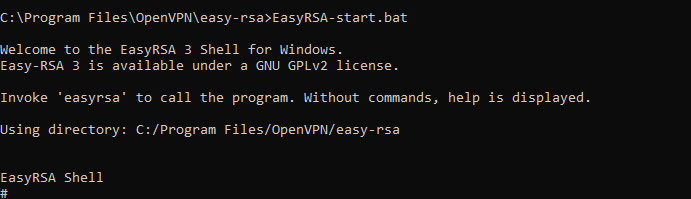 C:\Program Files\OpenVPN\easy-rsa>EasyRSA-start.bat
Welcome to the EasyRSA 3 Shell for Windows.
Easy-RSA 3 is available under a GNU GPLv2 license.
Invoke 'easyrsa' to call the program. Without commands, help is displayed.
Using directory: C:/Program Files/OpenVPN/easy-rsa
EasyRSA Shell
#